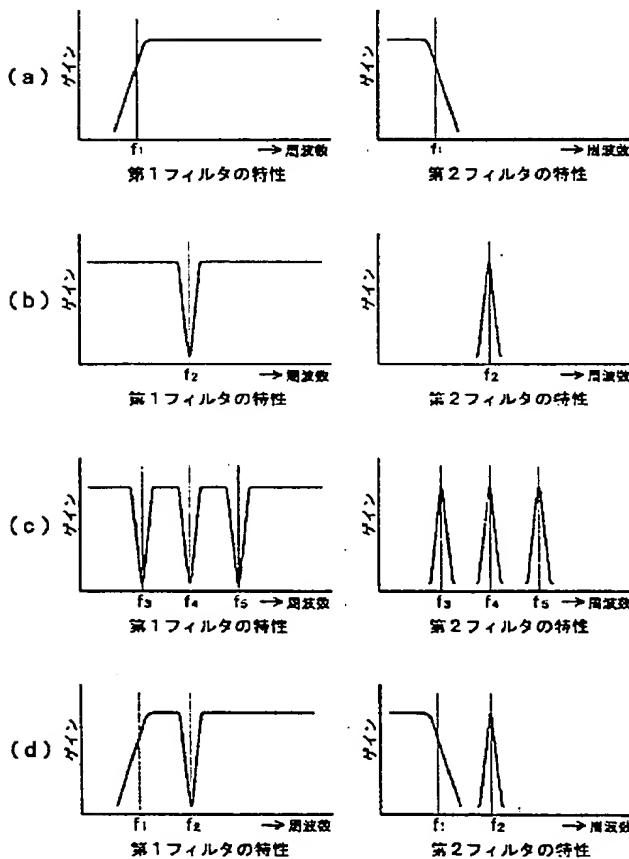 (a)
ゲイン
f1
→周波数
第1フィルタの特性
ゲイン
f1
→周波数
第2フィルタの特性
(b)
ゲイン
f2
→周波数
第1フィルタの特性
ゲイン
f2
→周波数
第2フィルタの特性
(c)
ゲイン
f3 f4 f5 →周波数
第1フィルタの特性
ゲイン
f3 f4 f5 →周波数
第2フィルタの特性
(d)
ゲイン
f1 f2 →周波数
第1フィルタの特性
ゲイン
f1 f2 →周波数
第2フィルタの特性